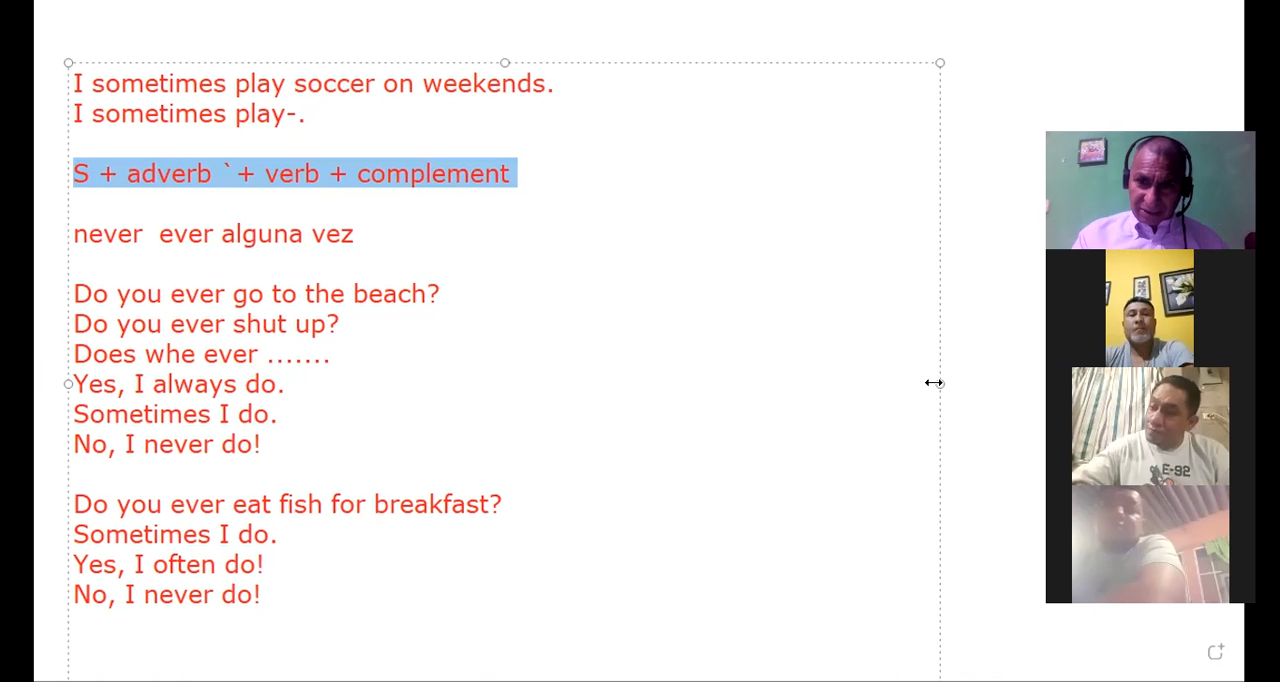 I sometimes play soccer on weekends.
I sometimes play-.
S + adverb `+ verb + complement
never  ever alguna vez
Do you ever go to the beach?
Do you ever shut up?
Does whe ever .......
Yes, I always do.
Sometimes I do.
No, I never do!
Do you ever eat fish for breakfast?
Sometimes I do.
Yes, I often do!
No, I never do!
E-92